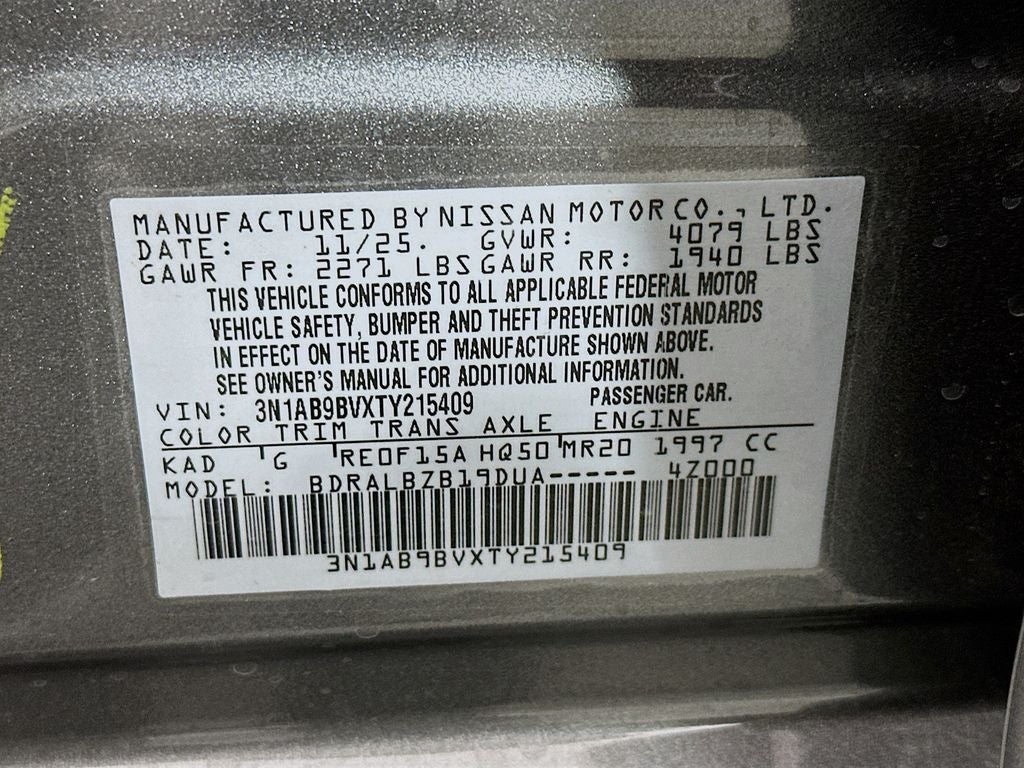 MANUFACTURED BY NISSAN MOTOR CO., LTD.
DATE: 11/25. GVWR: 4079 LBS
GAWR FR: 2271 LBS GAWR RR: 1940 LBS
THIS VEHICLE CONFORMS TO ALL APPLICABLE FEDERAL MOTOR
VEHICLE SAFETY, BUMPER AND THEFT PREVENTION STANDARDS
IN EFFECT ON THE DATE OF MANUFACTURE SHOWN ABOVE.
SEE OWNER'S MANUAL FOR ADDITIONAL INFORMATION.
VIN: 3N1AB9BVXTY215409 PASSENGER CAR.
COLOR TRIM TRANS AXLE ENGINE
KAD G RE0F15A HQ50 MR20 1997 CC
MODEL: BDRALBZB19DUA----- 4Z000
3N1AB9BVXTY215409